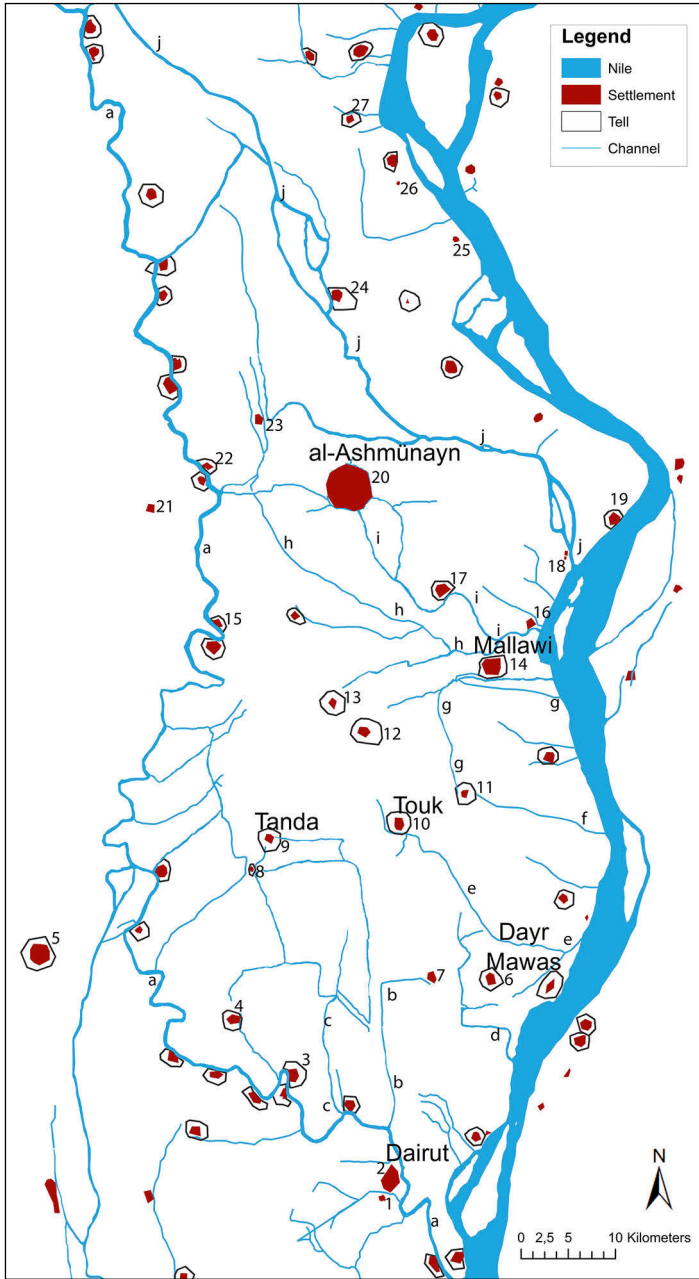 Legend
Nile
Settlement
Tell
Channel
j
a
27
26
j
25
24
j
23
j
al-Ashmünayn
22
20
21
19
a
h
i
j
18
17
i
h
16
15
i
h
Mallawi
14
g
g
13
12
g
11
Touk
f
Tanda
10
9
8
e
5
Dayr
e
Mawas
a
7
6
b
4
c
d
3
b
c
Dairut
2
1
a
N
0 2,5 5 10 Kilometers